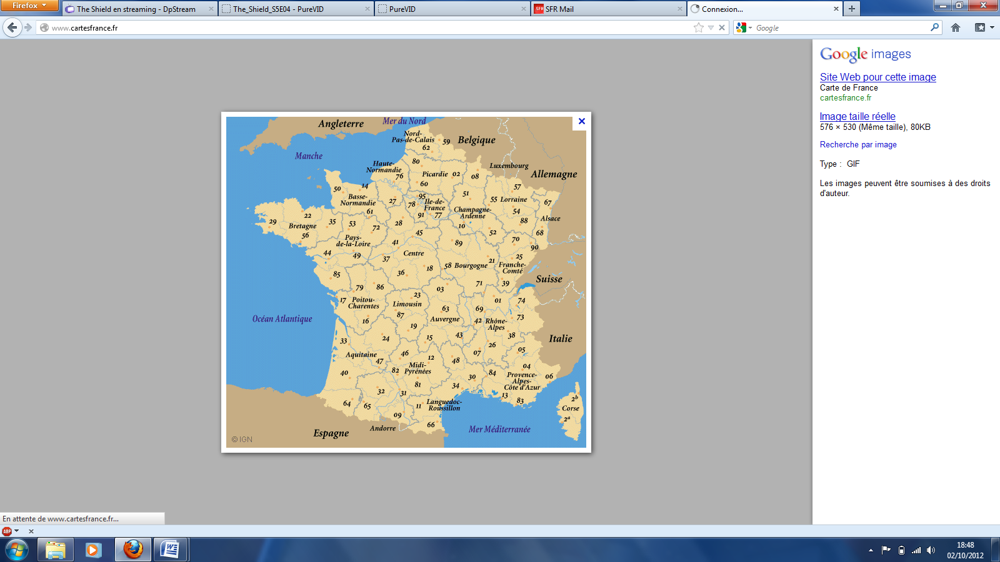 Firefox
The Shield en streaming - DpStream
The_Shield_S5E04 - PureVID
PureVID
SFR
SFR Mail
Connexion...
www.cartesfrance.fr
Google
Google images
Site Web pour cette image
Carte de France
cartesfrance.fr
Image taille réelle
576 × 530 (Même taille), 80KB
Recherche par image
Type : GIF
Les images peuvent être soumises à des droits
d'auteur.
Angleterre
Mer du Nord
Nord-
Pas-de-Calais
59
Belgique
62
Manche
80
Haute-
Normandie
Luxembourg
Allemagne
76
Picardie
02
08
60
57
50
14
51
95
Basse-
Normandie
27
78
Ile-de-
France
55
Lorraine
67
61
91
77
Champagne-
Ardenne
54
22
29
Bretagne
35
53
28
10
88
Alsace
72
45
52
68
56
Pays-
de-la-Loire
41
89
70
90
44
49
37
Centre
21
25
18
58
Bourgogne
Franche-
Comté
85
36
Suisse
79
86
03
71
39
23
17
Poitou-
Charentes
Limousin
01
74
63
69
87
Auvergne
42
Rhône-
Alpes
73
Océan Atlantique
16
19
43
38
33
24
15
26
Italie
05
Aquitaine
46
12
48
07
47
Midi-
Pyrénées
04
40
82
30
84
Provence-
Alpes-
Côte d'Azur
06
81
34
32
31
13
83
2b
64
65
11
Languedoc-
Roussillon
Corse
09
2a
66
Andorre
Mer Méditerranée
Espagne
© IGN
En attente de www.cartesfrance.fr...
ABP
18:48
02/10/2012